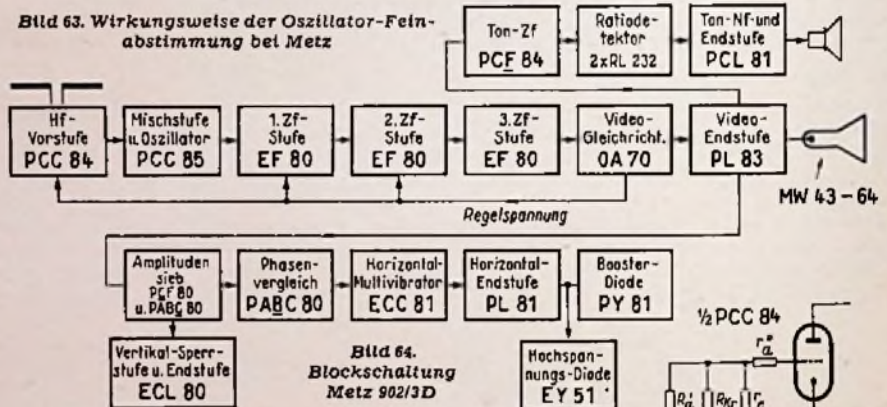 Bild 63. Wirkungsweise der Oszillator-Fein-
abstimmung bei Metz
Ton-Zf
PCF 84
Ratiode-
tektor
2xRL 232
Ton-Nf-und
Endstufe
PCL 81
Hf-
Vorstufe
PCC 84
Mischstufe
u. Oszillator
PCC 85
1. Zf-
Stufe
EF 80
2. Zf-
Stufe
EF 80
3. Zf-
Stufe
EF 80
Video-
Gleichricht.
OA 70
Video-
Endstufe
PL 83
MW 43-64
Regelspannung
Amplituden
sieb
PCF 80
u. PABC 80
Phasen-
vergleich
PABC 80
Horizontal-
Multivibrator
ECC 81
Horizontal-
Endstufe
PL 81
Booster-
Diode
PY 81
Vertikal-Sperr-
stufe u. Endstufe
ECL 80
Bild 64.
Blockschaltung
Metz 902/3D
Hochspan-
nungs-Diode
EY 51
½ PCC 84